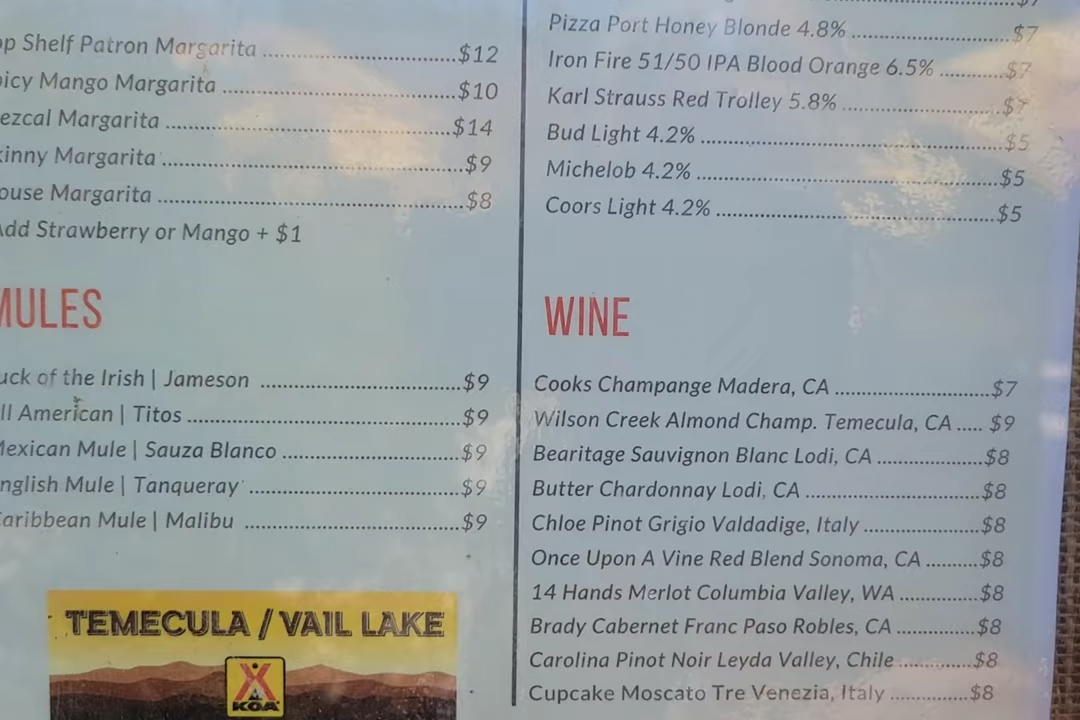 op Shelf Patron Margarita ........ $12
picy Mango Margarita ........ $10
ezcal Margarita ........ $14
kinny Margarita ........ $9
ouse Margarita ........ $8
Add Strawberry or Mango + $1
MULES
uck of the Irish | Jameson ........ $9
ll American | Titos ........ $9
Mexican Mule | Sauza Blanco ........ $9
nglish Mule | Tanqueray ........ $9
Caribbean Mule | Malibu ........ $9
TEMECULA / VAIL LAKE
KOA
$7
Pizza Port Honey Blonde 4.8% ........ $7
Iron Fire 51/50 IPA Blood Orange 6.5% ........ $7
Karl Strauss Red Trolley 5.8% ........ $7
Bud Light 4.2% ........ $5
Michelob 4.2% ........ $5
Coors Light 4.2% ........ $5
WINE
Cooks Champange Madera, CA ........ $7
Wilson Creek Almond Champ. Temecula, CA ..... $9
Bearitage Sauvignon Blanc Lodi, CA ........ $8
Butter Chardonnay Lodi, CA ........ $8
Chloe Pinot Grigio Valdadige, Italy ........ $8
Once Upon A Vine Red Blend Sonoma, CA ........ $8
14 Hands Merlot Columbia Valley, WA ........ $8
Brady Cabernet Franc Paso Robles, CA ........ $8
Carolina Pinot Noir Leyda Valley, Chile ........ $8
Cupcake Moscato Tre Venezia, Italy ........ $8